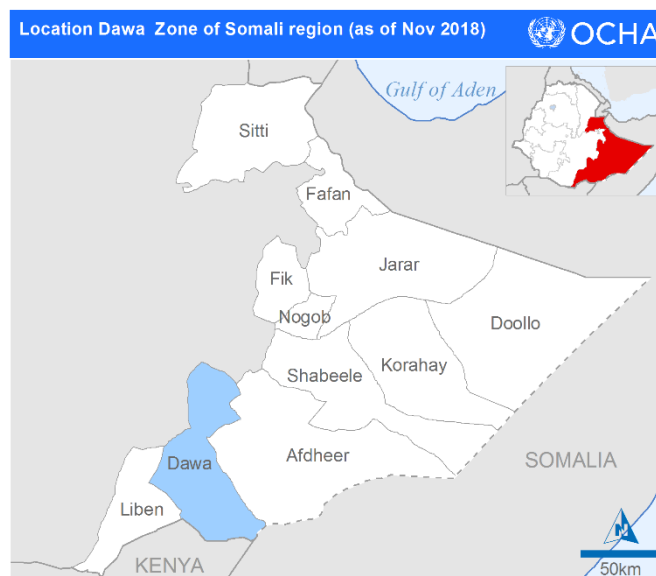 Location Dawa Zone of Somali region (as of Nov 2018)
OCHA
Gulf of Aden
Sitti
Fafan
Jarar
Fik
Nogob
Doollo
Korahay
Shabeele
Dawa
Afdheer
SOMALIA
Liben
N
KENYA
50km